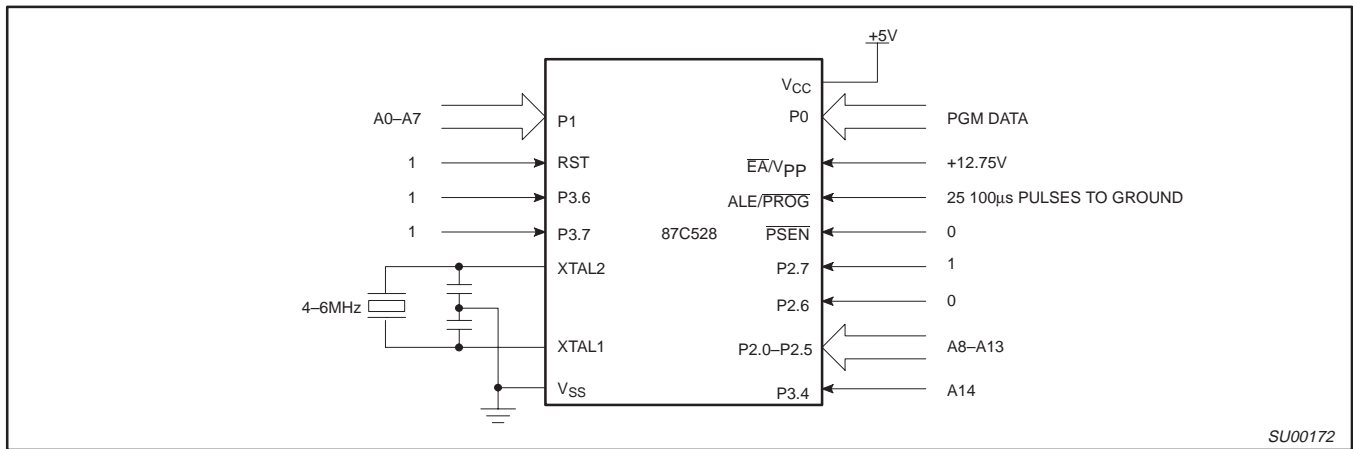 +5V
VCC
A0–A7
P1
P0
PGM DATA
1
RST
EA/VPP
+12.75V
1
P3.6
ALE/PROG
25 100µs PULSES TO GROUND
1
P3.7
87C528
PSEN
0
XTAL2
P2.7
1
4–6MHz
P2.6
0
XTAL1
P2.0–P2.5
A8–A13
VSS
P3.4
A14
SU00172